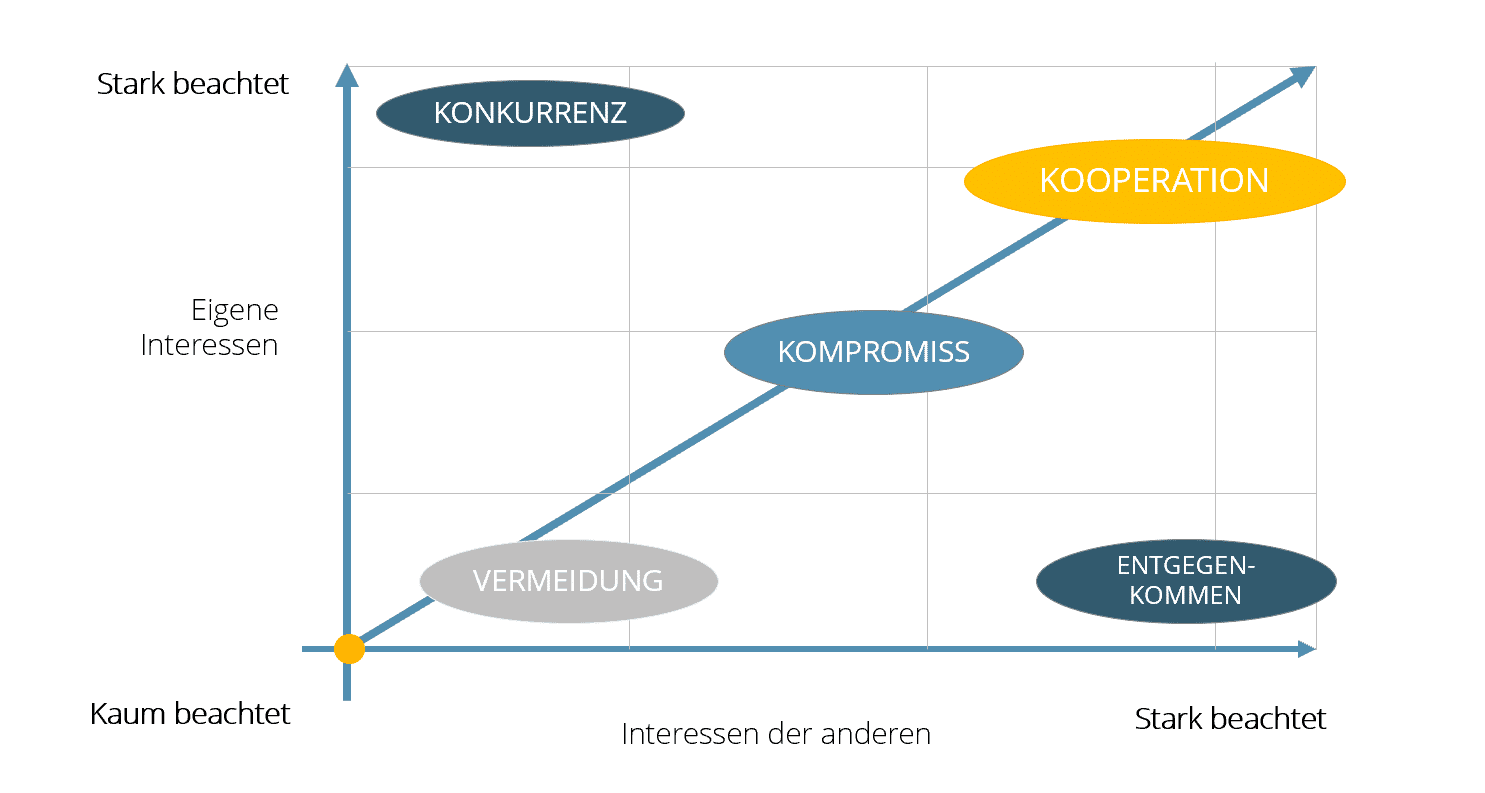 Stark beachtet
KONKURRENZ
KOOPERATION
Eigene
Interessen
KOMPROMISS
VERMEIDUNG
ENTGEGEN-
KOMMEN
Kaum beachtet
Interessen der anderen
Stark beachtet